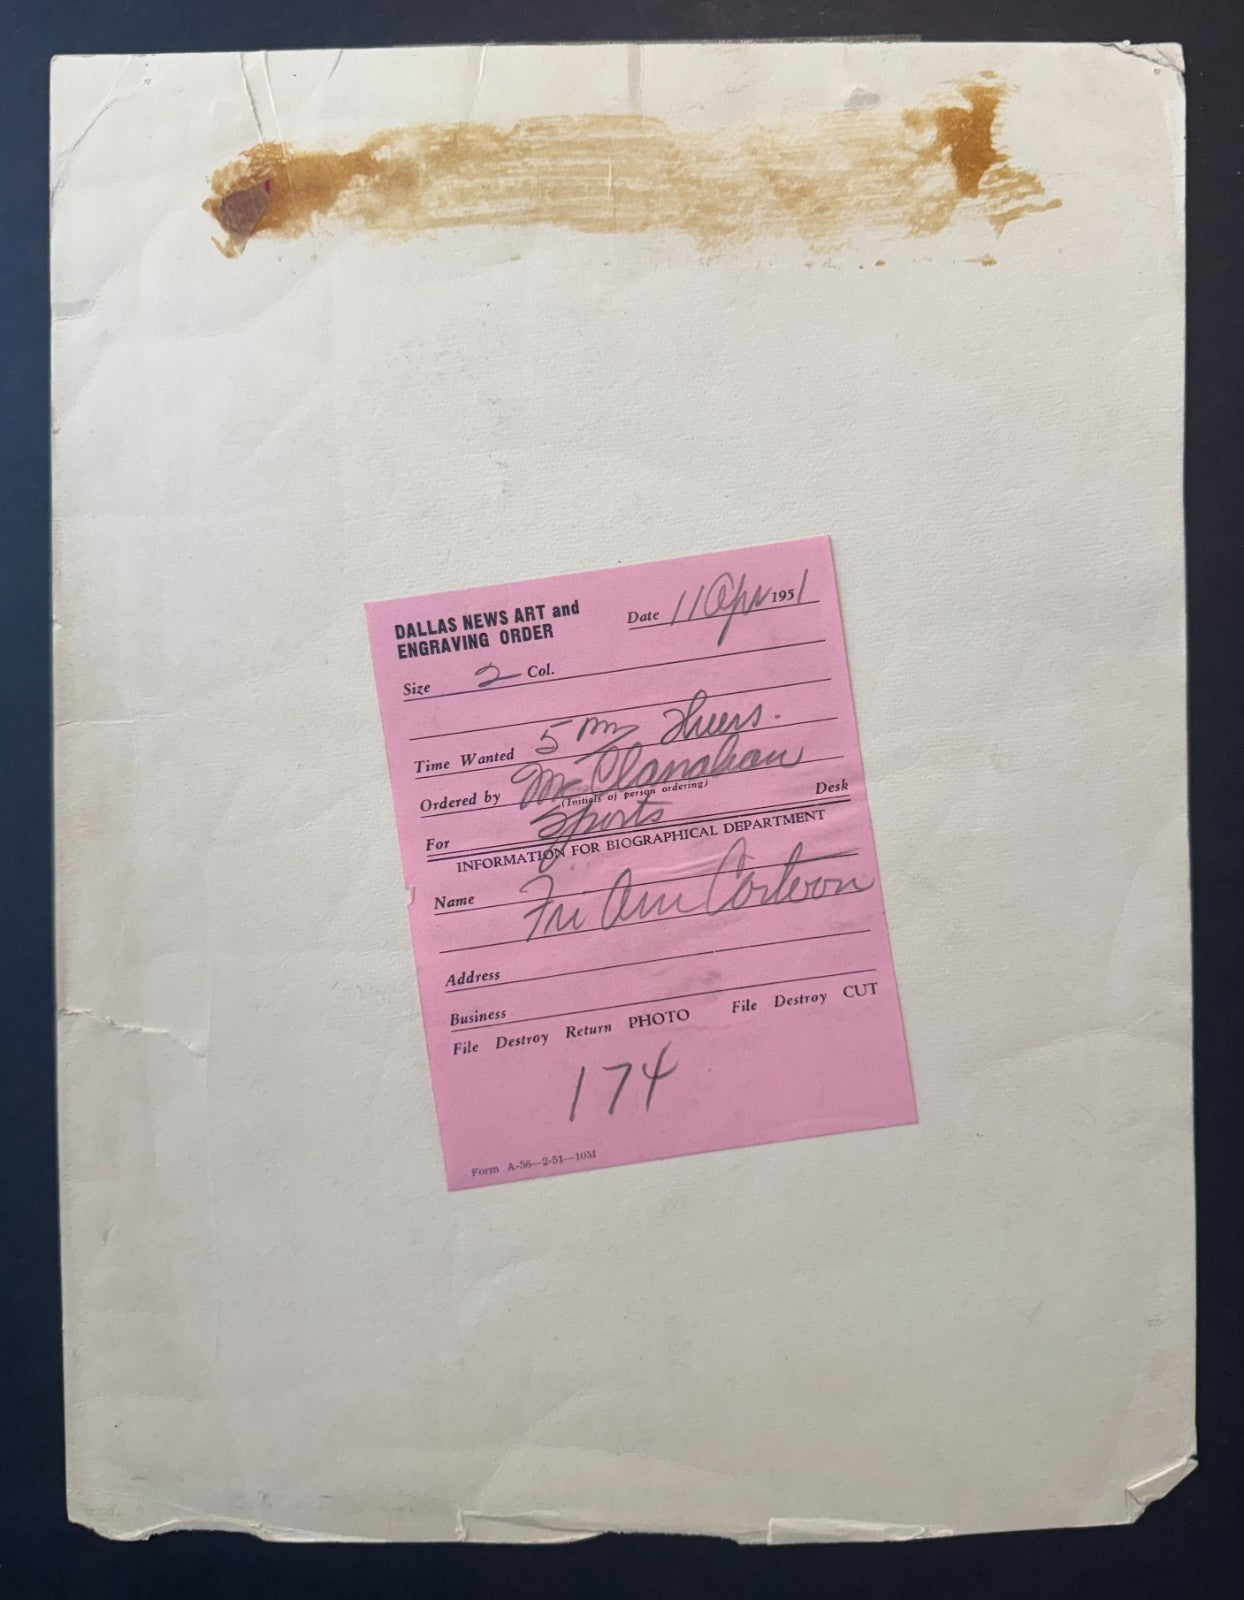 DALLAS NEWS ART and
ENGRAVING ORDER
Date 11 Apr 1951
Size 2 Col.
Time Wanted 5 PM Thurs.
Ordered by McClanahan
(Initials of person ordering)
For Sports Desk
INFORMATION FOR BIOGRAPHICAL DEPARTMENT
Name Fri Am Cartoon
Address
Business
File Destroy Return PHOTO File Destroy CUT
174
Form A-56—2-51—10M